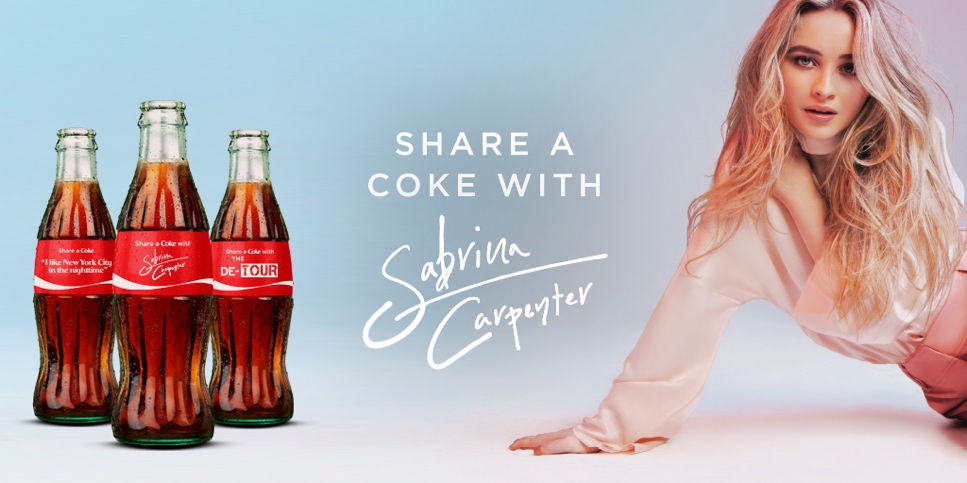 SHARE A
COKE WITH
Sabrina
Carpenter
Share a Coke
"I like New York City
in the nighttime"
Share a Coke with
Sabrina
Carpenter
Share a Coke with
THE
DE-TOUR